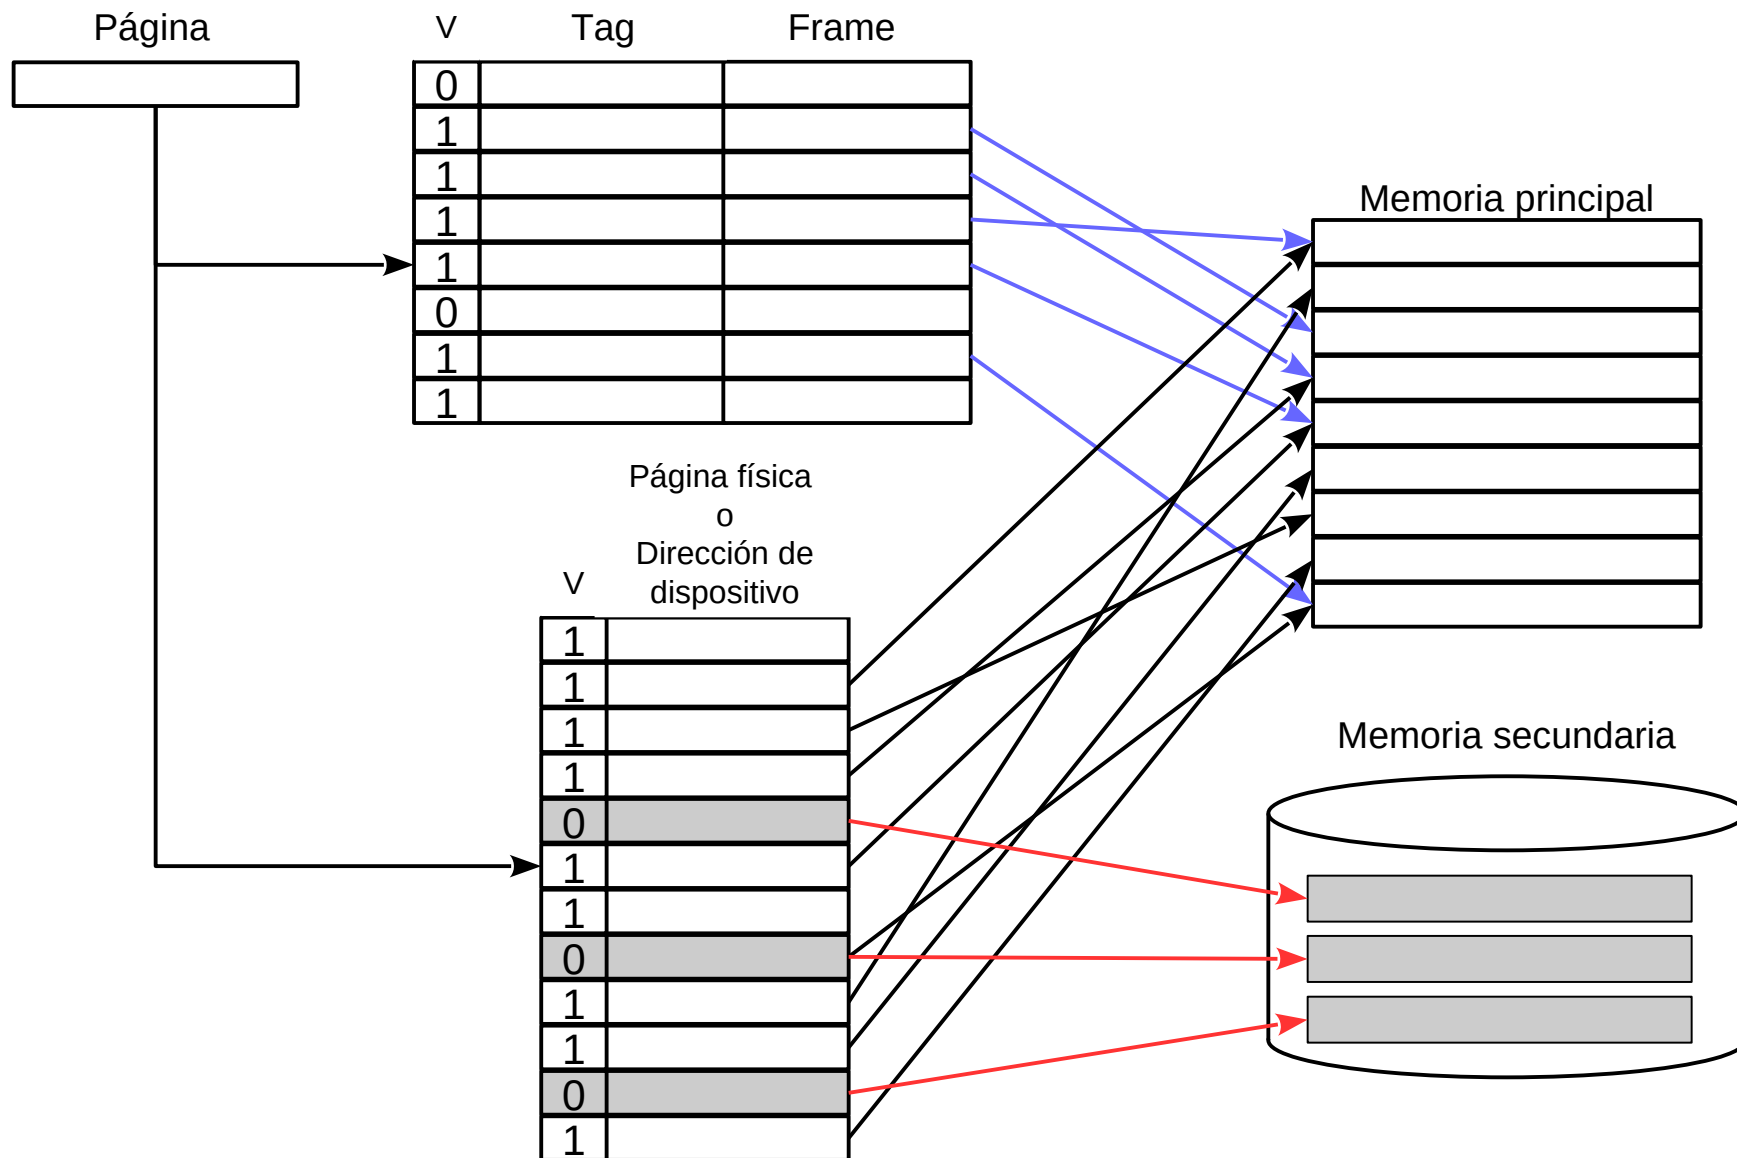 Página
V Tag Frame
0
1
1
1
1
0
1
1
Memoria principal
Página física
o
Dirección de
dispositivo
V
1
1
1
1
0
1
1
0
1
1
0
1
Memoria secundaria